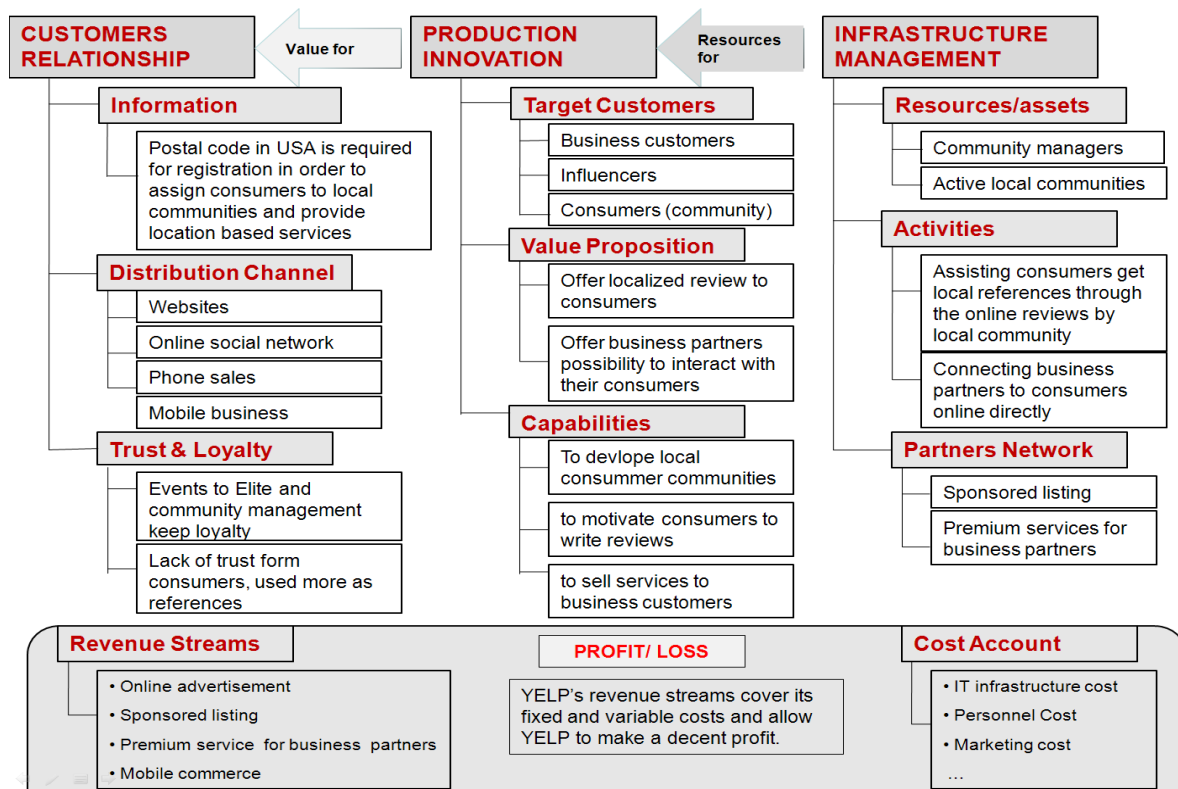 CUSTOMERS
RELATIONSHIP
Value for
PRODUCTION
INNOVATION
Resources
for
INFRASTRUCTURE
MANAGEMENT
Information
Postal code in USA is required
for registration in order to
assign consumers to local
communities and provide
location based services
Distribution Channel
Websites
Online social network
Phone sales
Mobile business
Trust & Loyalty
Events to Elite and
community management
keep loyalty
Lack of trust form
consumers, used more as
references
Target Customers
Business customers
Influencers
Consumers (community)
Value Proposition
Offer localized review to
consumers
Offer business partners
possibility to interact with
their consumers
Capabilities
To devlope local
consummer communities
to motivate consumers to
write reviews
to sell services to
business customers
Resources/assets
Community managers
Active local communities
Activities
Assisting consumers get
local references through
the online reviews by
local community
Connecting business
partners to consumers
online directly
Partners Network
Sponsored listing
Premium services for
business partners
Revenue Streams
• Online advertisement
• Sponsored listing
• Premium service for business partners
• Mobile commerce
PROFIT/ LOSS
YELP's revenue streams cover its
fixed and variable costs and allow
YELP to make a decent profit.
Cost Account
• IT infrastructure cost
• Personnel Cost
• Marketing cost
...